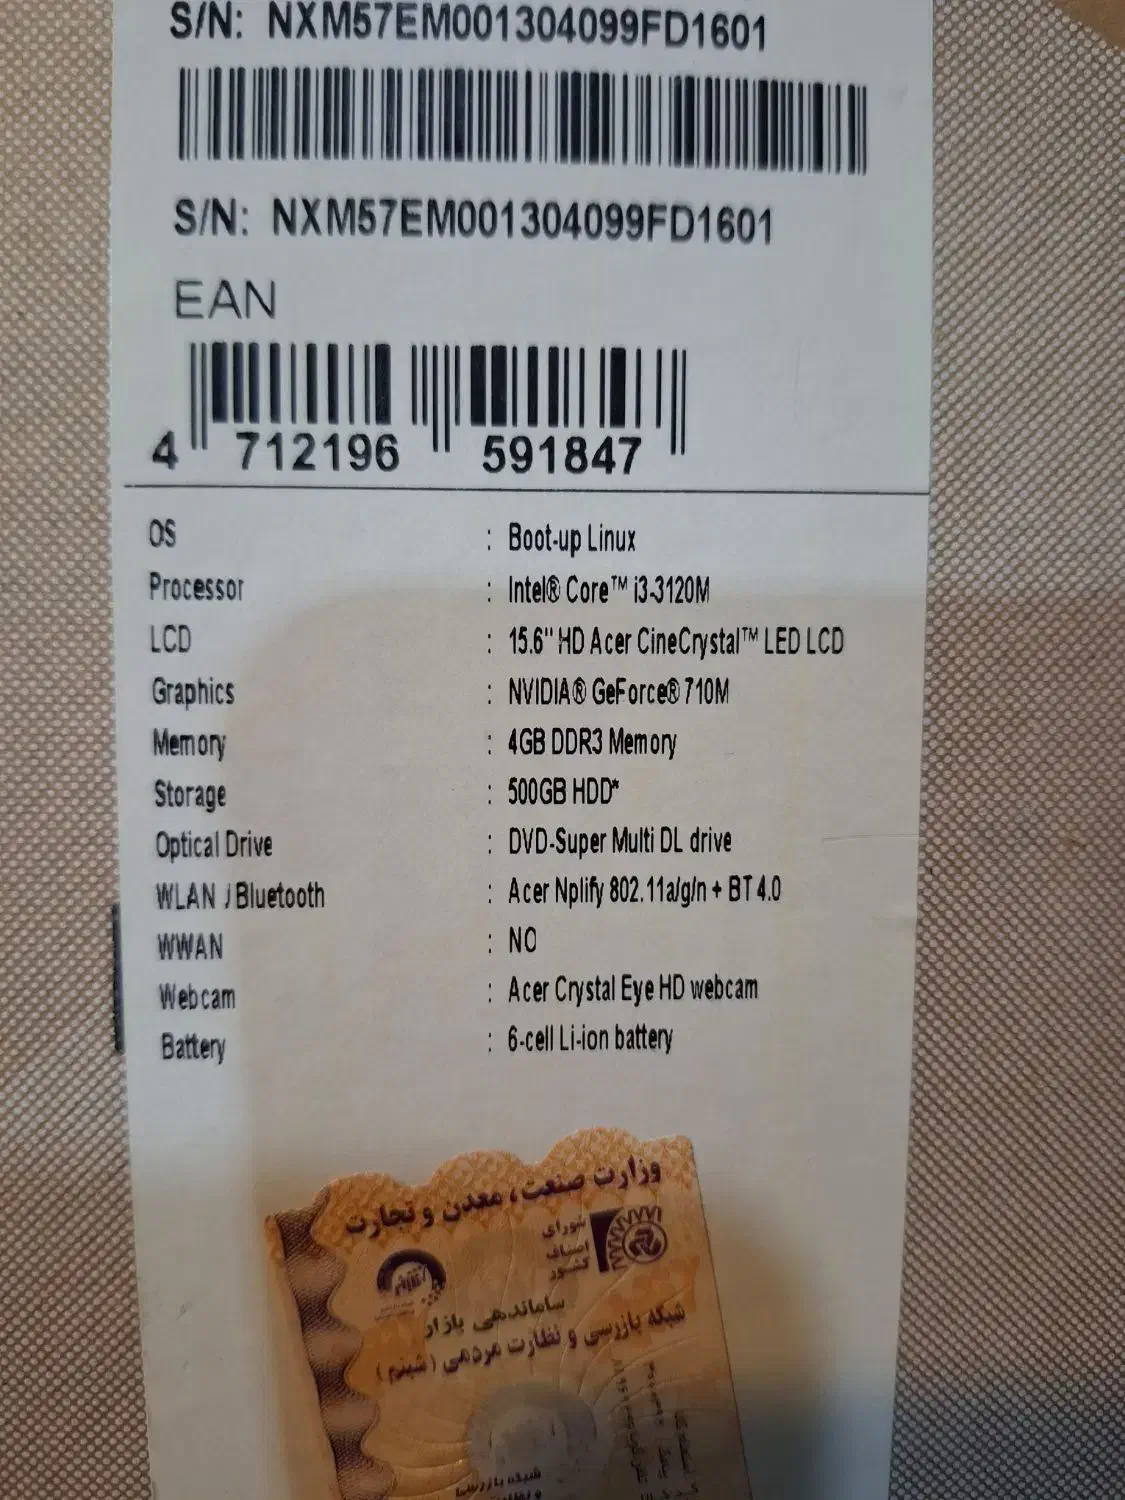 S/N: NXM57EM001304099FD1601
S/N: NXM57EM001304099FD1601
EAN
4 712196 591847
OS : Boot-up Linux
Processor : Intel® Core™ i3-3120M
LCD : 15.6" HD Acer CineCrystal™ LED LCD
Graphics : NVIDIA® GeForce® 710M
Memory : 4GB DDR3 Memory
Storage : 500GB HDD*
Optical Drive : DVD-Super Multi DL drive
WLAN / Bluetooth : Acer Nplify 802.11a/g/n + BT 4.0
WWAN : NO
Webcam : Acer Crystal Eye HD webcam
Battery : 6-cell Li-ion battery
وزارت صنعت، معدن و تجارت
شورای
اصناف
کشور
ساماندهی بازار
شبکه بازرسی و نظارت مردمی (شبنم)
شبکه بازرسی